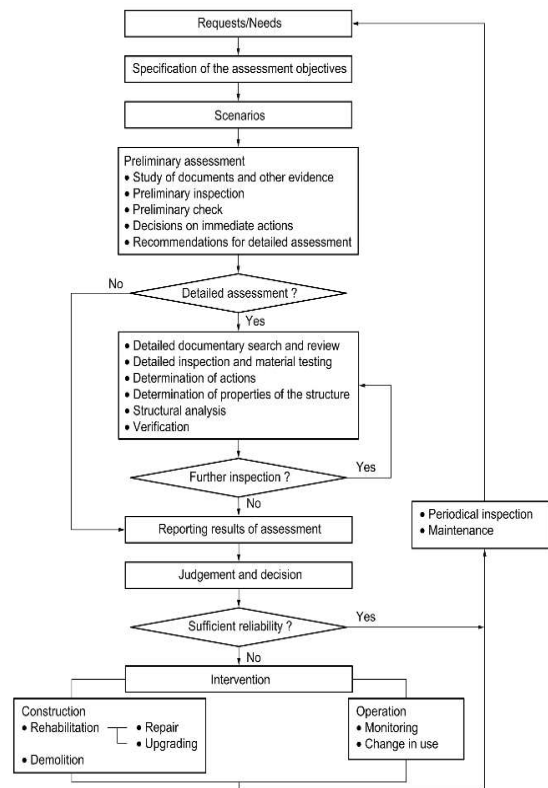 Requests/Needs
Specification of the assessment objectives
Scenarios
Preliminary assessment
● Study of documents and other evidence
● Preliminary inspection
● Preliminary check
● Decisions on immediate actions
● Recommendations for detailed assessment
No
Detailed assessment ?
Yes
● Detailed documentary search and review
● Detailed inspection and material testing
● Determination of actions
● Determination of properties of the structure
● Structural analysis
● Verification
Further inspection ?
Yes
No
● Periodical inspection
● Maintenance
Reporting results of assessment
Judgement and decision
Sufficient reliability ?
Yes
No
Intervention
Construction
● Rehabilitation
● Repair
● Upgrading
● Demolition
Operation
● Monitoring
● Change in use